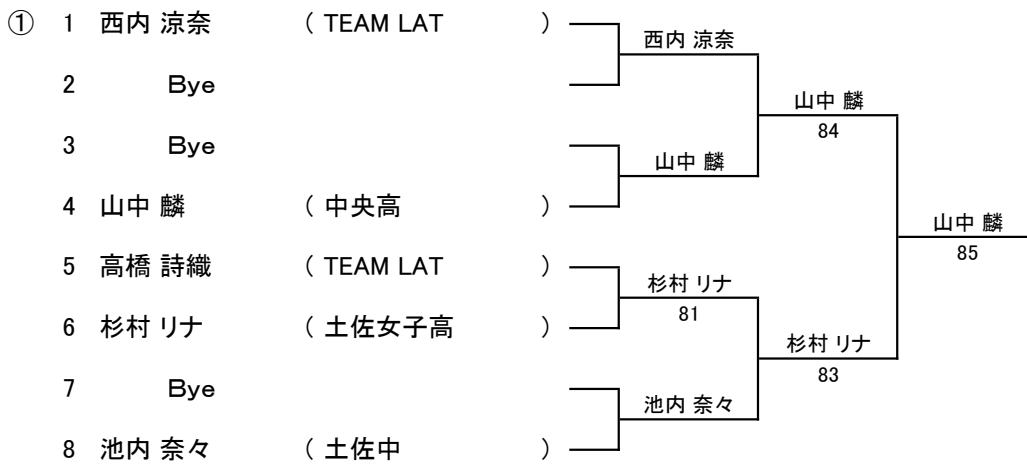 ① 1 西内 涼奈 ( TEAM LAT )
西内 涼奈
2 Bye
山中 麟
84
3 Bye
山中 麟
4 山中 麟 ( 中央高 )
山中 麟
85
5 高橋 詩織 ( TEAM LAT )
杉村 リナ
81
6 杉村 リナ ( 土佐女子高 )
杉村 リナ
83
7 Bye
池内 奈々
8 池内 奈々 ( 土佐中 )